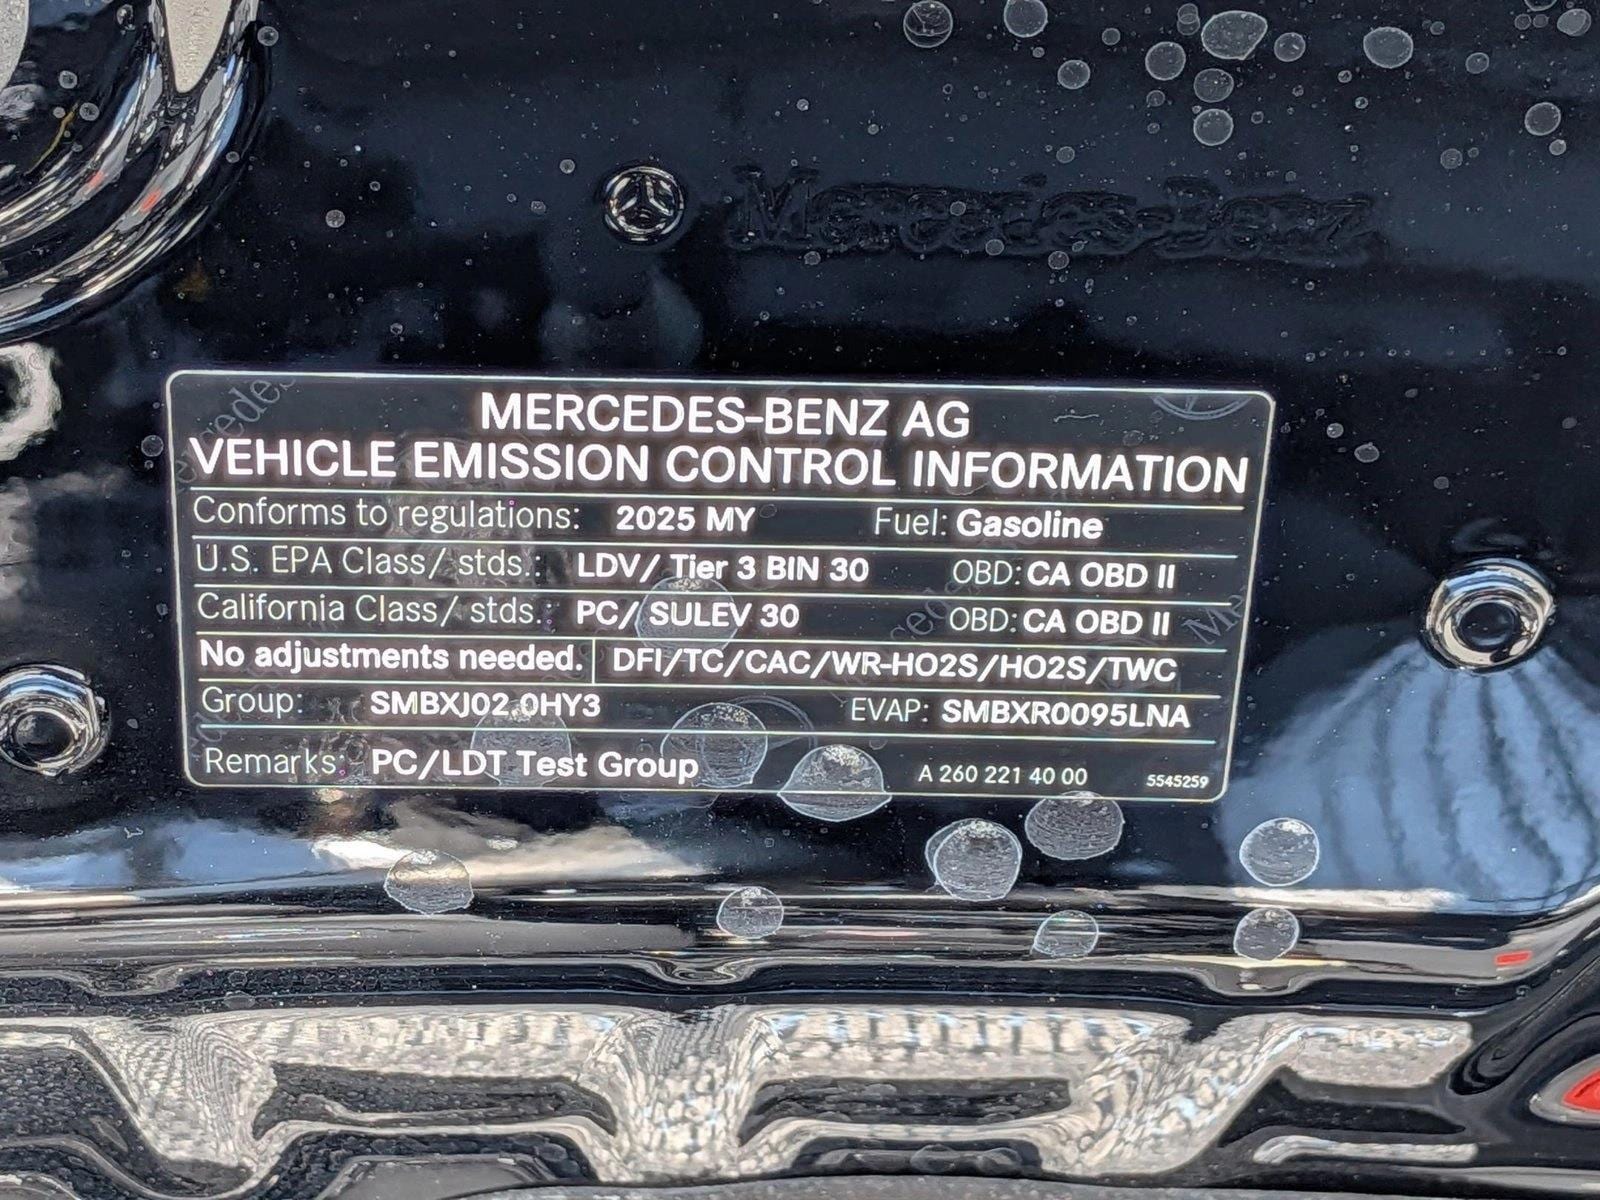 Mercedes-Benz
MERCEDES-BENZ AG
VEHICLE EMISSION CONTROL INFORMATION
Conforms to regulations: 2025 MY Fuel: Gasoline
U.S. EPA Class/ stds.: LDV/ Tier 3 BIN 30 OBD: CA OBD II
California Class/ stds.: PC/ SULEV 30 OBD: CA OBD II
No adjustments needed. DFI/TC/CAC/WR-HO2S/HO2S/TWC
Group: SMBXJ02.0HY3 EVAP: SMBXR0095LNA
Remarks: PC/LDT Test Group A 260 221 40 00 5545259